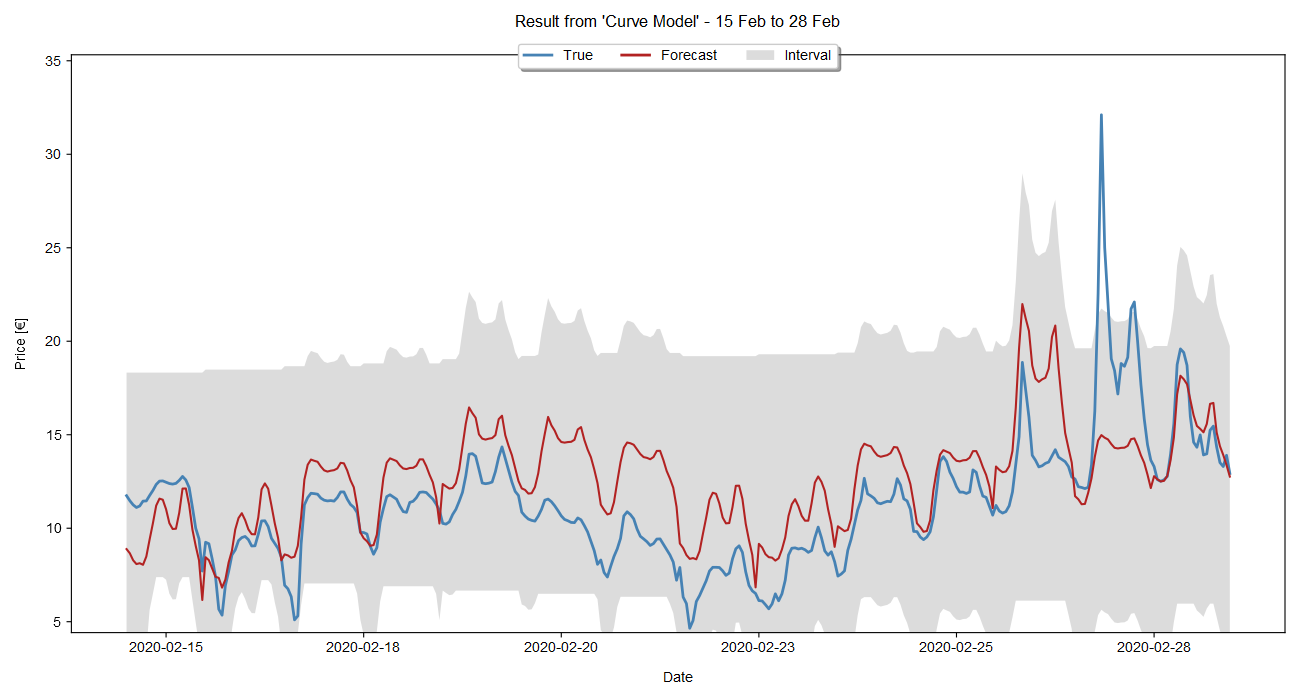 Result from 'Curve Model' - 15 Feb to 28 Feb
True Forecast Interval
35
30
25
20
15
10
5
Price [€]
2020-02-15 2020-02-18 2020-02-20 2020-02-23 2020-02-25 2020-02-28
Date